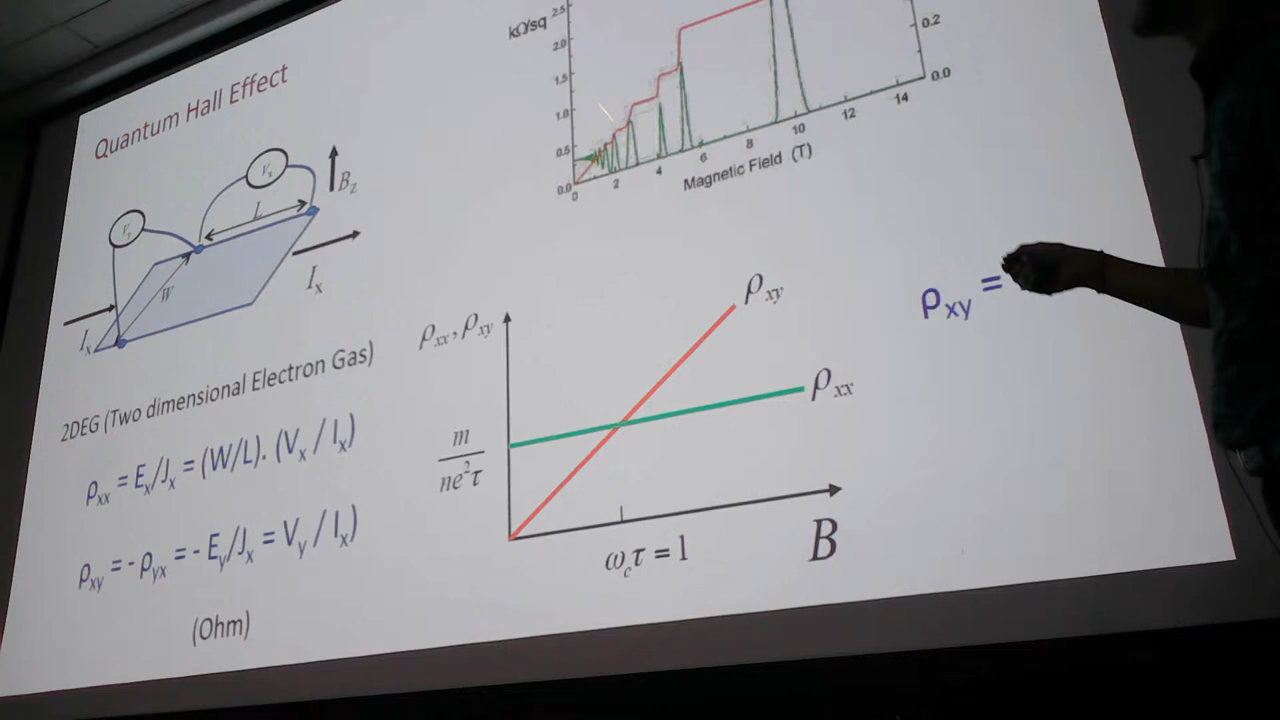 Quantum Hall Effect
V_y
V_x
L
B_z
W
I_x
I_x
2DEG (Two dimensional Electron Gas)
ρ_xx = E_x/J_x = (W/L). (V_x / I_x)
ρ_xy = - ρ_yx = - E_y/J_x = V_y / I_x)
(Ohm)
kΩ/sq
2.5
2.0
1.5
1.0
0.5
0.0
0 2 4 6 8 10 12 14
0.2
0.0
Magnetic Field (T)
ρ_xx, ρ_xy
ρ_xy
ρ_xx
m
ne²τ
ω_cτ = 1
B
ρ_xy =